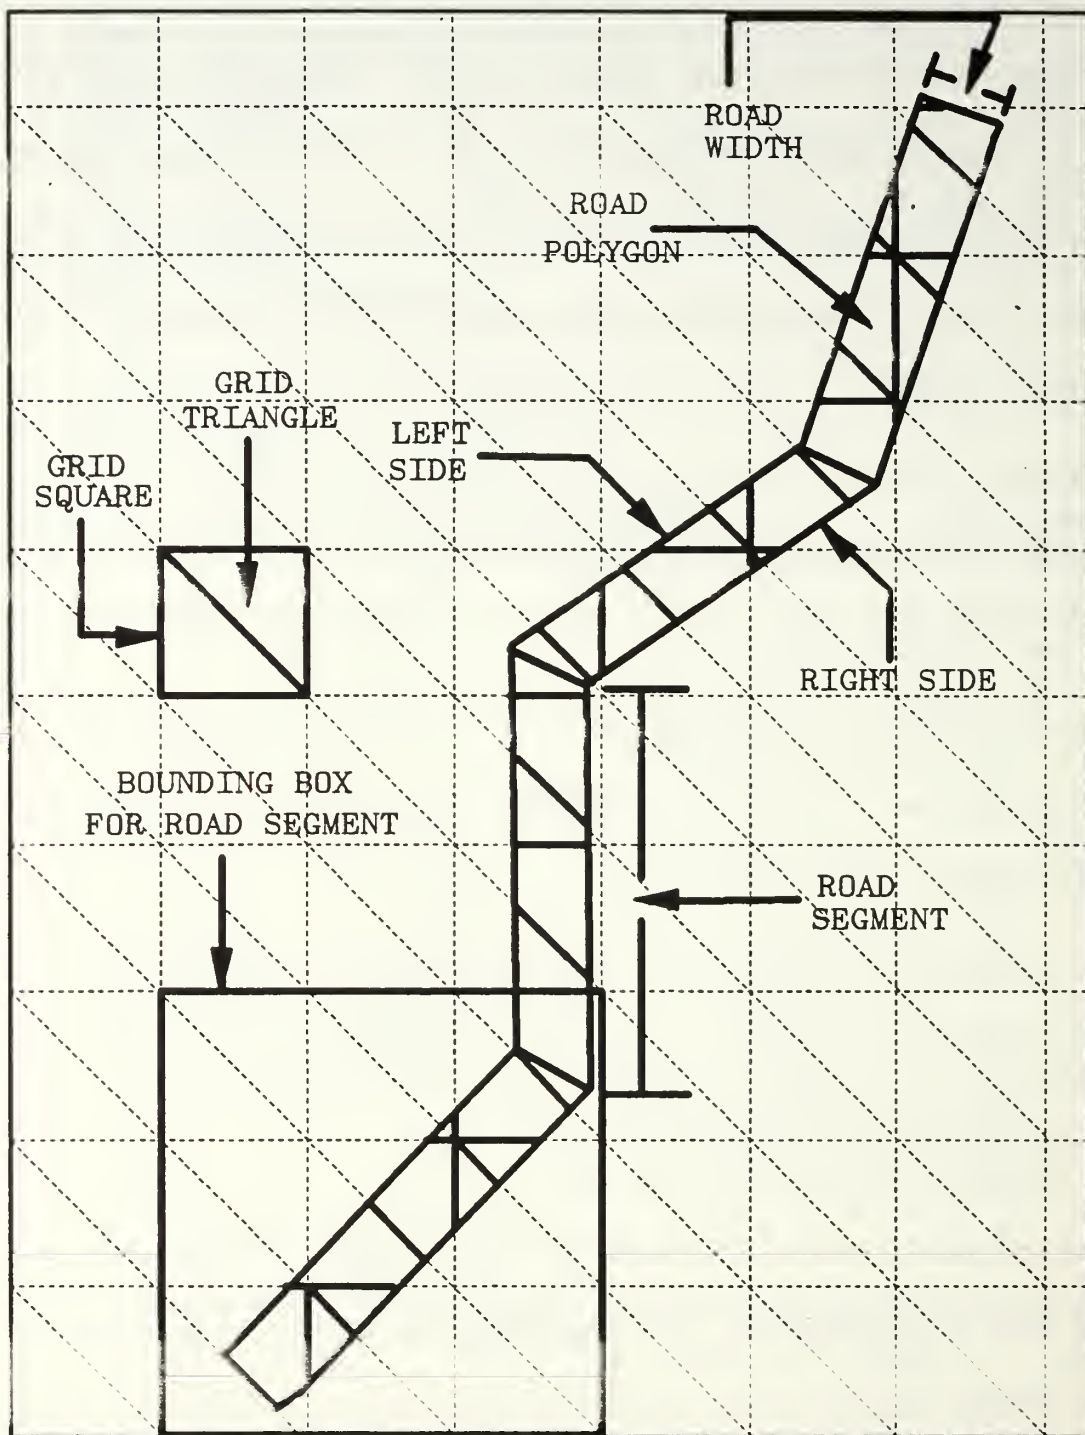 ROAD
WIDTH
ROAD
POLYGON
GRID
TRIANGLE
LEFT
SIDE
GRID
SQUARE
RIGHT SIDE
BOUNDING BOX
FOR ROAD SEGMENT
ROAD
SEGMENT